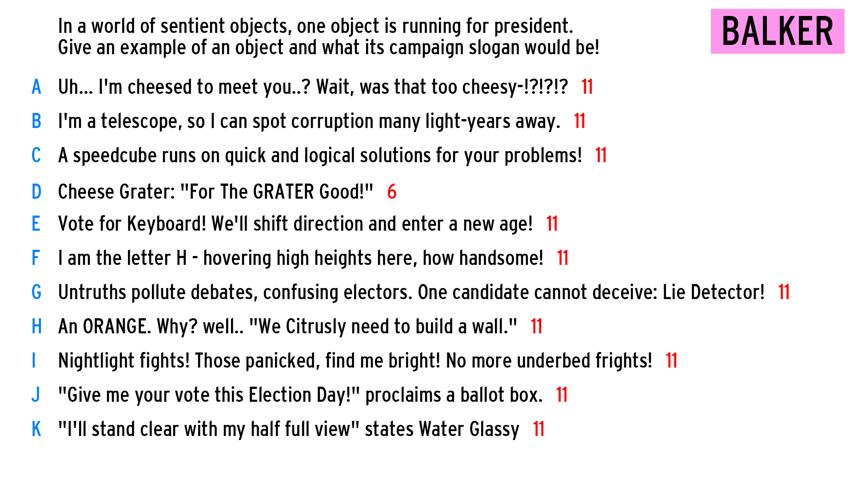 In a world of sentient objects, one object is running for president.
Give an example of an object and what its campaign slogan would be!
BALKER
A Uh... I'm cheesed to meet you..? Wait, was that too cheesy-!?!?!? 11
B I'm a telescope, so I can spot corruption many light-years away. 11
C A speedcube runs on quick and logical solutions for your problems! 11
D Cheese Grater: "For The GRATER Good!" 6
E Vote for Keyboard! We'll shift direction and enter a new age! 11
F I am the letter H - hovering high heights here, how handsome! 11
G Untruths pollute debates, confusing electors. One candidate cannot deceive: Lie Detector! 11
H An ORANGE. Why? well.. "We Citrusly need to build a wall." 11
I Nightlight fights! Those panicked, find me bright! No more underbed frights! 11
J "Give me your vote this Election Day!" proclaims a ballot box. 11
K "I'll stand clear with my half full view" states Water Glassy 11